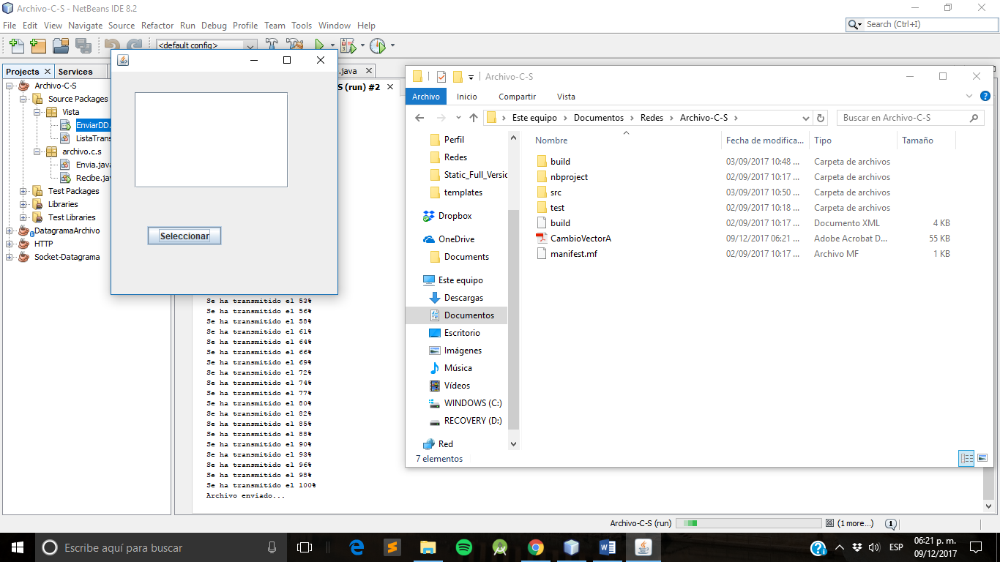 Archivo-C-S - NetBeans IDE 8.2
File Edit View Navigate Source Refactor Run Debug Profile Team Tools Window Help
Search (Ctrl+I)
<default config>
Projects Services
.java
S (run) #2
Archivo-C-S
Source Packages
Vista
EnviarDD.
ListaTrans
archivo.c.s
Envia.java
Recibe.jav
Test Packages
Libraries
Test Libraries
DatagramaArchivo
HTTP
Socket-Datagrama
Seleccionar
Se ha transmitido el 53%
Se ha transmitido el 56%
Se ha transmitido el 58%
Se ha transmitido el 61%
Se ha transmitido el 64%
Se ha transmitido el 66%
Se ha transmitido el 69%
Se ha transmitido el 72%
Se ha transmitido el 74%
Se ha transmitido el 77%
Se ha transmitido el 80%
Se ha transmitido el 82%
Se ha transmitido el 85%
Se ha transmitido el 88%
Se ha transmitido el 90%
Se ha transmitido el 93%
Se ha transmitido el 96%
Se ha transmitido el 98%
Se ha transmitido el 100%
Archivo enviado...
Archivo-C-S
Archivo Inicio Compartir Vista
Este equipo Documentos Redes Archivo-C-S
Buscar en Archivo-C-S
Perfil
Redes
Static_Full_Versic
templates
Dropbox
OneDrive
Documents
Este equipo
Descargas
Documentos
Escritorio
Imágenes
Música
Vídeos
WINDOWS (C:)
RECOVERY (D:)
Red
Nombre Fecha de modifica... Tipo Tamaño
build 03/09/2017 10:48 ... Carpeta de archivos
nbproject 02/09/2017 10:17 ... Carpeta de archivos
src 03/09/2017 10:50 ... Carpeta de archivos
test 02/09/2017 10:18 ... Carpeta de archivos
build 02/09/2017 10:17 ... Documento XML 4 KB
CambioVectorA 09/12/2017 06:21 ... Adobe Acrobat D... 55 KB
manifest.mf 02/09/2017 10:17 ... Archivo MF 1 KB
7 elementos
Archivo-C-S (run) (1 more...) 1
Escribe aquí para buscar
ESP
06:21 p. m.
09/12/2017